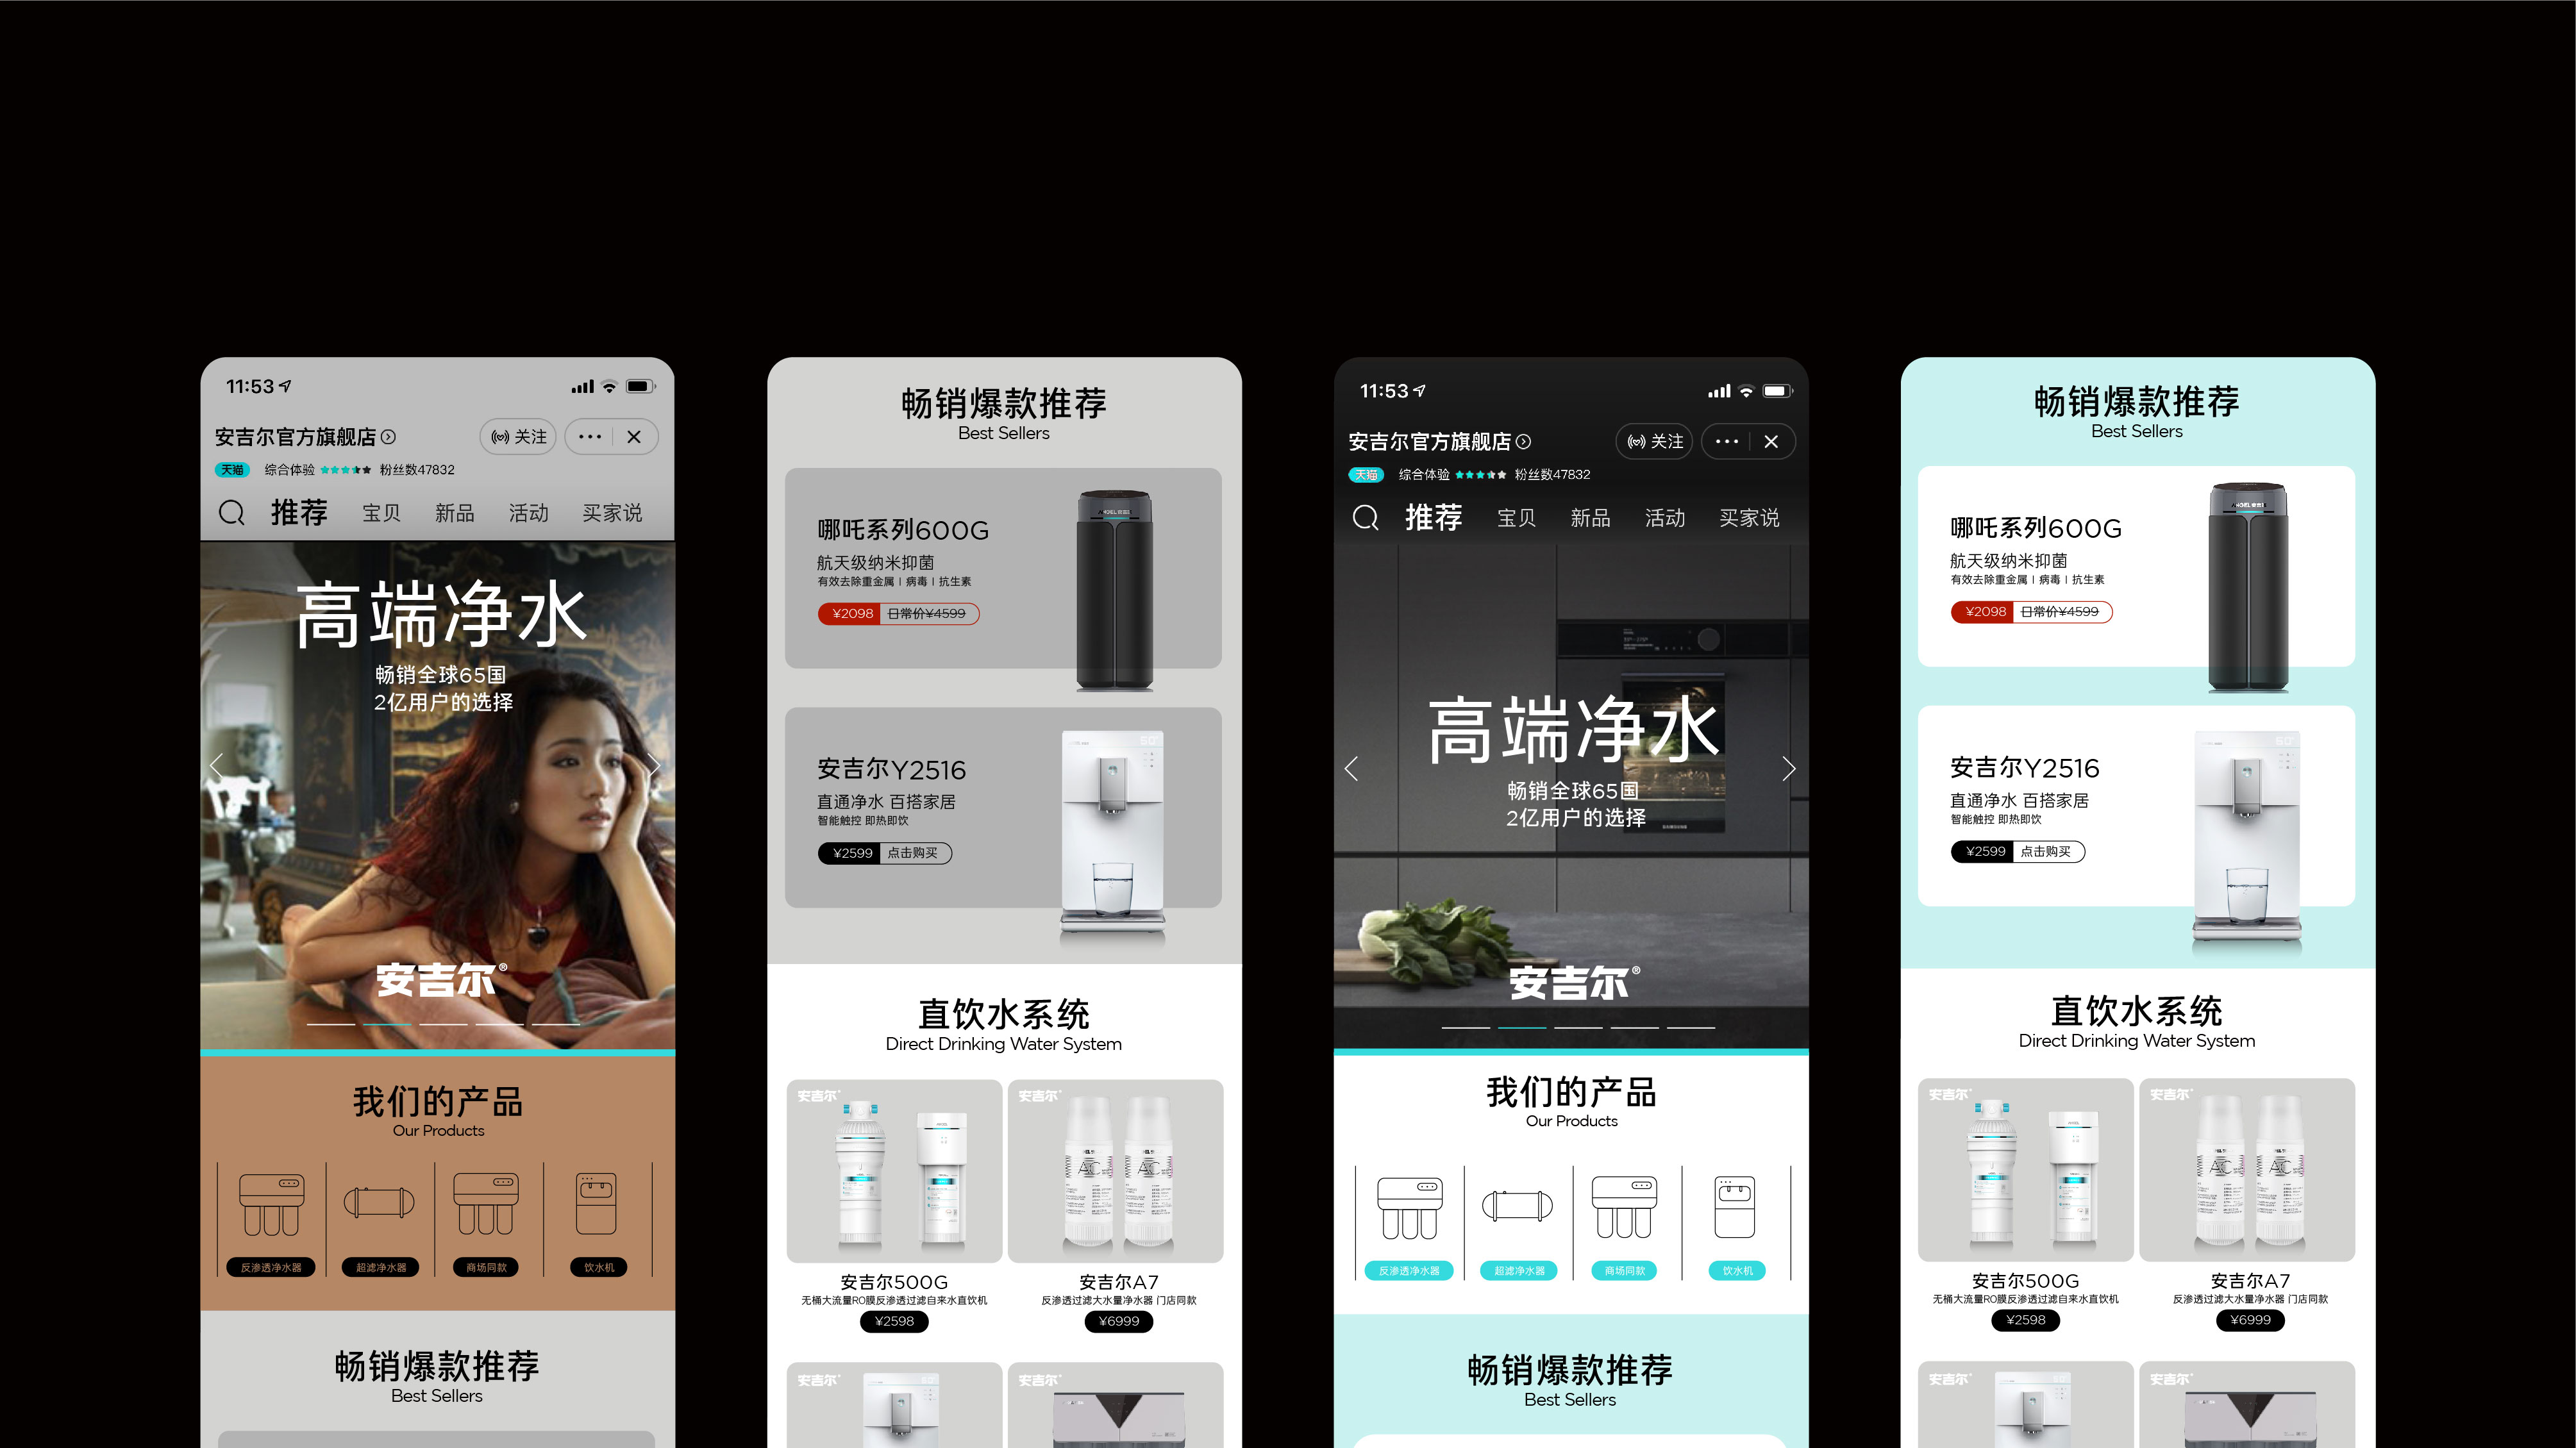 11:53
安吉尔官方旗舰店
关注
天猫 综合体验 粉丝数47832
推荐 宝贝 新品 活动 买家说
高端净水
畅销全球65国
2亿用户的选择
安吉尔®
我们的产品
Our Products
反渗透净水器 超滤净水器 商场同款 饮水机
畅销爆款推荐
Best Sellers
畅销爆款推荐
Best Sellers
哪吒系列600G
航天级纳米抑菌
有效去除重金属 | 病毒 | 抗生素
¥2098 日常价¥4599
安吉尔Y2516
直通净水 百搭家居
智能触控 即热即饮
¥2599 点击购买
直饮水系统
Direct Drinking Water System
安吉尔 安吉尔
安吉尔500G 安吉尔A7
无桶大流量RO膜反渗透过滤自来水直饮机 反渗透过滤大水量净水器 门店同款
¥2598 ¥6999
安吉尔 安吉尔
11:53
安吉尔官方旗舰店
关注
天猫 综合体验 粉丝数47832
推荐 宝贝 新品 活动 买家说
高端净水
畅销全球65国
2亿用户的选择
安吉尔®
我们的产品
Our Products
反渗透净水器 超滤净水器 商场同款 饮水机
畅销爆款推荐
Best Sellers
畅销爆款推荐
Best Sellers
哪吒系列600G
航天级纳米抑菌
有效去除重金属 | 病毒 | 抗生素
¥2098 日常价¥4599
安吉尔Y2516
直通净水 百搭家居
智能触控 即热即饮
¥2599 点击购买
直饮水系统
Direct Drinking Water System
安吉尔 安吉尔
安吉尔500G 安吉尔A7
无桶大流量RO膜反渗透过滤自来水直饮机 反渗透过滤大水量净水器 门店同款
¥2598 ¥6999
安吉尔 安吉尔